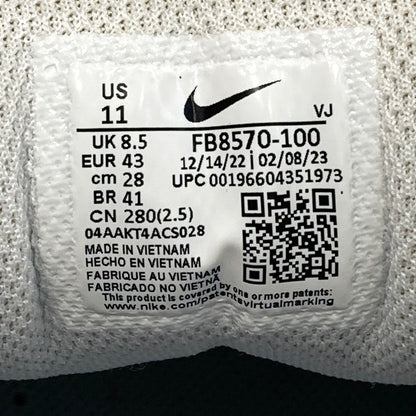 US
11
VJ
UK 8.5
FB8570-100
EUR 43
12/14/22 | 02/08/23
cm 28
UPC 00196604351973
BR 41
CN 280(2.5)
04AAKT4ACS028
MADE IN VIETNAM
HECHO EN VIETNAM
FABRIQUE AU VIETNAM
FABRICADO NO VIETNÃ
This product is covered by one or more patents
www.nike.com/patentsvirtualmarking